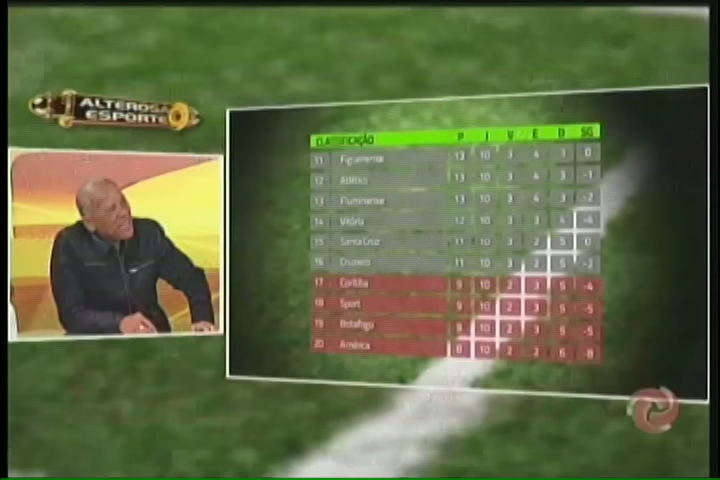 ALTEROSA
ESPORTE
CLASSIFICAÇÃO P J V E D SG
11 Figueirense 13 10 3 4 3 0
12 Atlético 13 10 3 4 3 -1
13 Fluminense 13 10 3 4 3 -2
14 Vitória 12 10 3 3 4 -4
15 Santa Cruz 11 10 3 2 5 0
16 Cruzeiro 11 10 3 2 5 -2
17 Coritiba 9 10 2 3 5 -4
18 Sport 9 10 2 3 5 -5
19 Botafogo 9 10 2 3 5 -5
20 América 8 10 2 2 6 -8